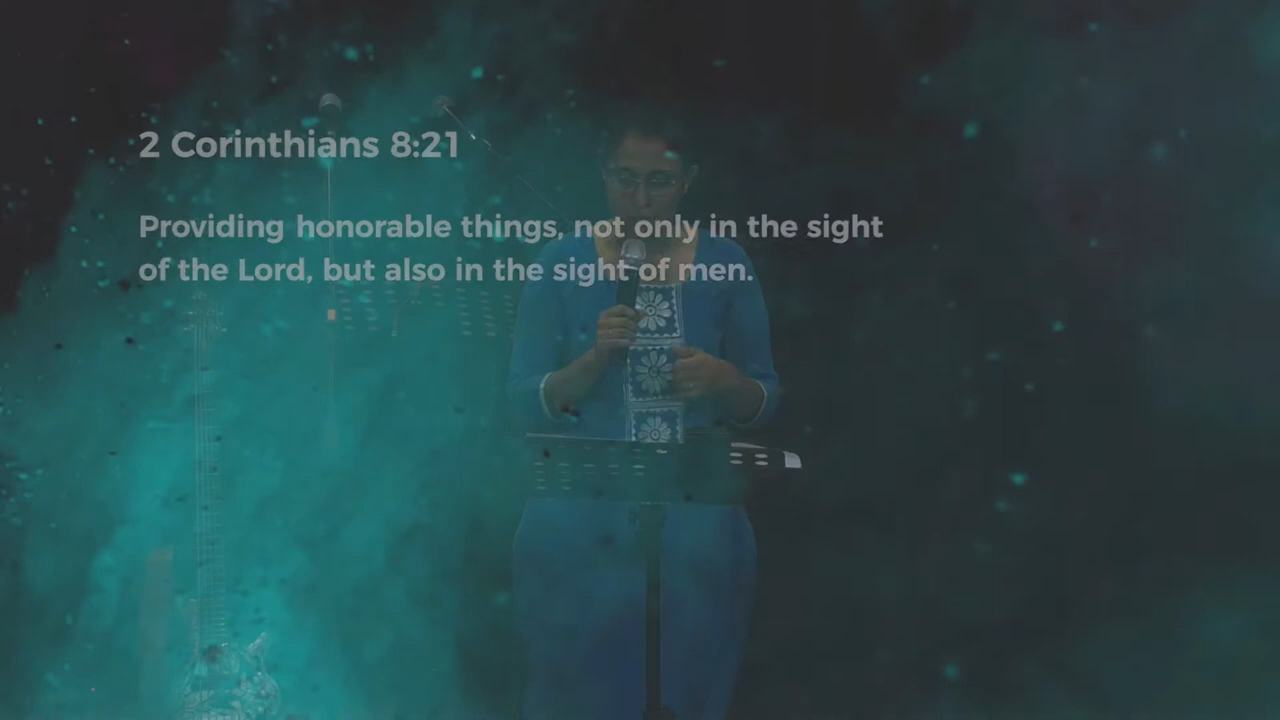 2 Corinthians 8:21
Providing honorable things, not only in the sight
of the Lord, but also in the sight of men.